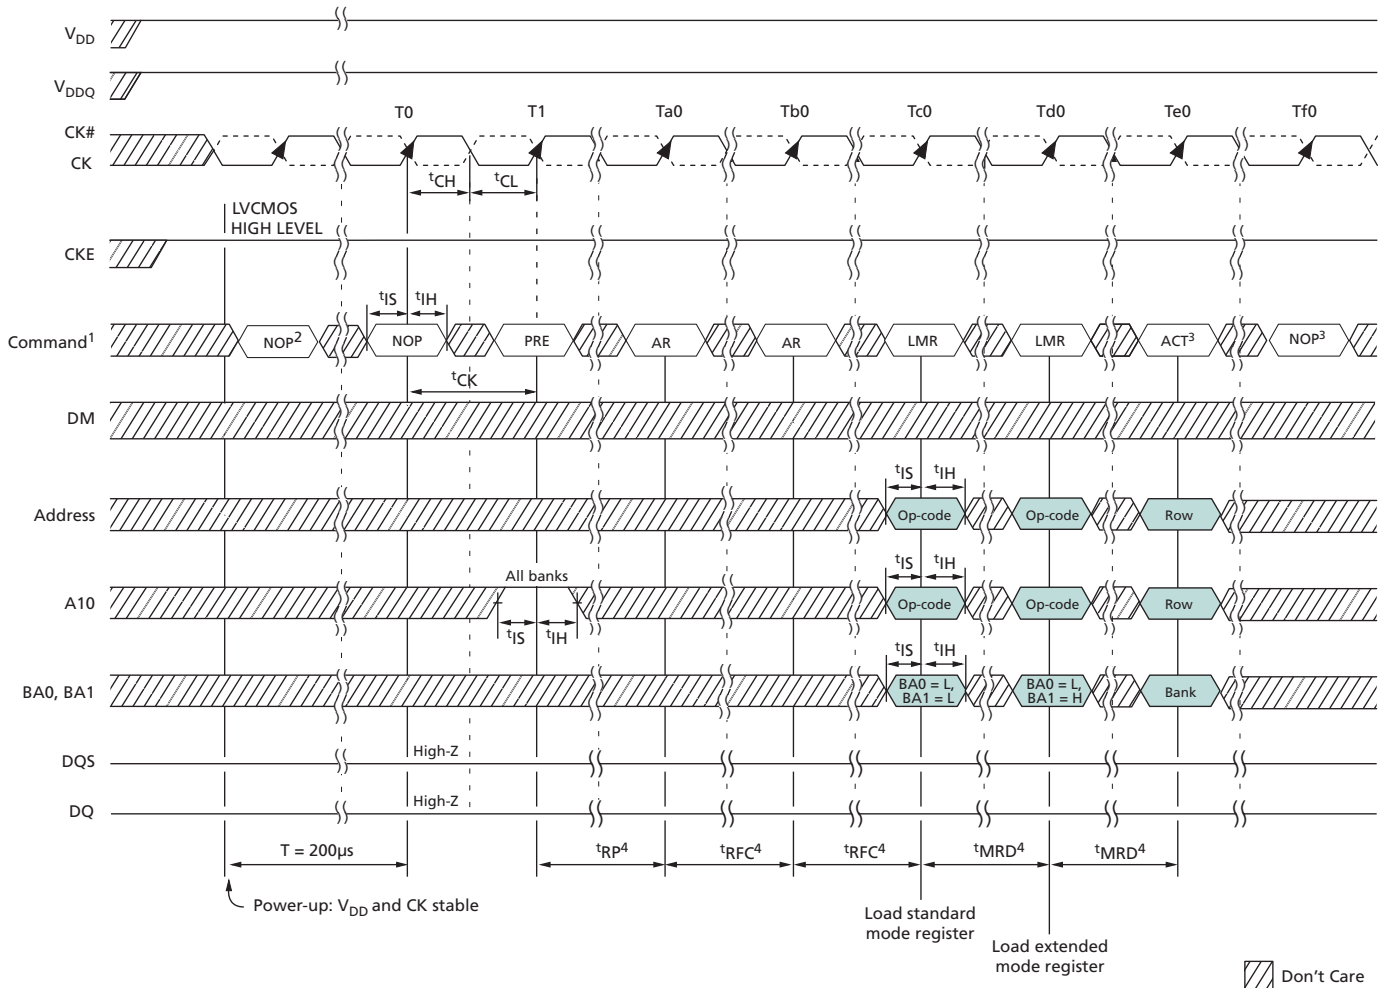 VDD
VDDQ
T0 T1 Ta0 Tb0 Tc0 Td0 Te0 Tf0
CK#
CK
tCH tCL
LVCMOS
HIGH LEVEL
CKE
tIS tIH
Command1 NOP2 NOP PRE AR AR LMR LMR ACT3 NOP3
tCK
DM
tIS tIH
Address Op-code Op-code Row
All banks tIS tIH
A10 Op-code Op-code Row
tIS tIH
tIS tIH
BA0, BA1 BA0 = L, BA1 = L BA0 = L, BA1 = H Bank
DQS High-Z
DQ High-Z
T = 200µs tRP4 tRFC4 tRFC4 tMRD4 tMRD4
Power-up: VDD and CK stable
Load standard
mode register
Load extended
mode register
Don't Care